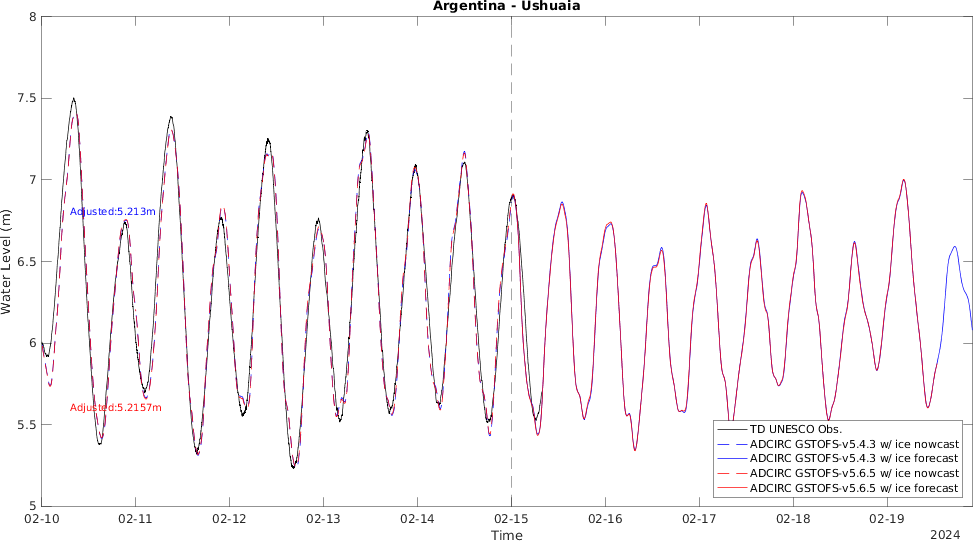 Argentina - Ushuaia
8
7.5
7
6.5
6
5.5
5
Water Level (m)
Adjusted:5.213m
Adjusted:5.2157m
TD UNESCO Obs.
ADCIRC GSTOFS-v5.4.3 w/ ice nowcast
ADCIRC GSTOFS-v5.4.3 w/ ice forecast
ADCIRC GSTOFS-v5.6.5 w/ ice nowcast
ADCIRC GSTOFS-v5.6.5 w/ ice forecast
02-10 02-11 02-12 02-13 02-14 02-15 02-16 02-17 02-18 02-19
Time
2024